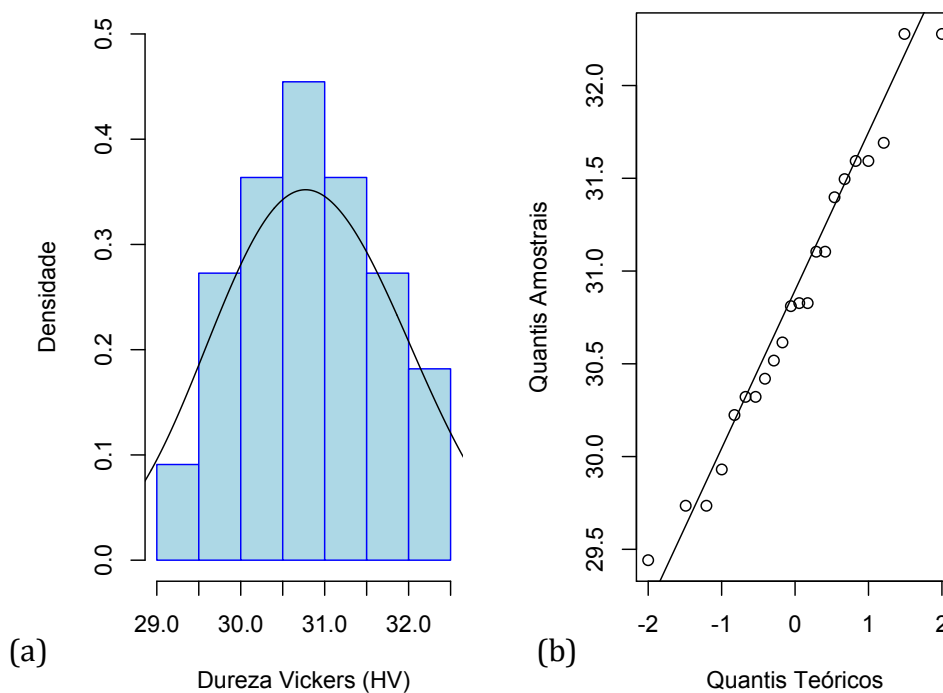 0.5
0.4
0.3
0.2
0.1
0.0
Densidade
29.0 30.0 31.0 32.0
Dureza Vickers (HV)
(a)
32.0
31.5
31.0
30.5
30.0
29.5
Quantis Amostrais
-2 -1 0 1 2
Quantis Teóricos
(b)